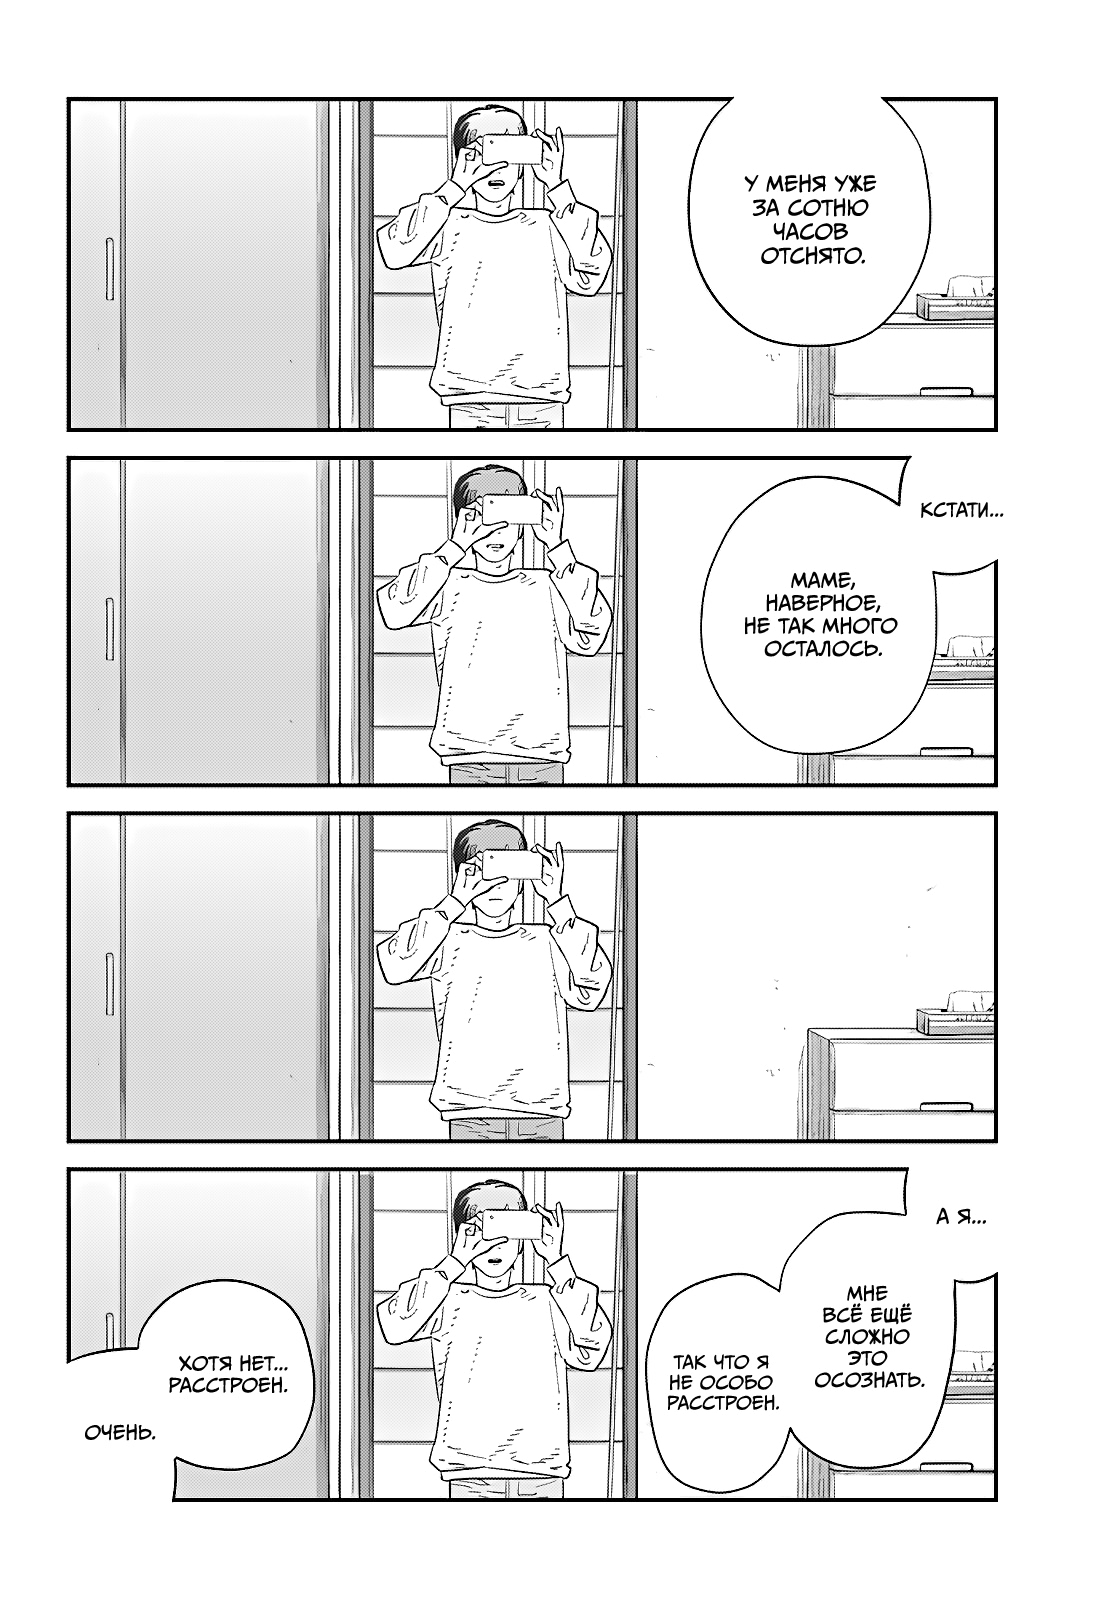 У МЕНЯ УЖЕ
ЗА СОТНЮ
ЧАСОВ
ОТСНЯТО.
КСТАТИ...
МАМЕ,
НАВЕРНОЕ,
НЕ ТАК МНОГО
ОСТАЛОСЬ.
А Я...
МНЕ
ВСЁ ЕЩЁ
СЛОЖНО
ЭТО
ОСОЗНАТЬ.
ТАК ЧТО Я
НЕ ОСОБО
РАССТРОЕН.
ХОТЯ НЕТ...
РАССТРОЕН.
ОЧЕНЬ.